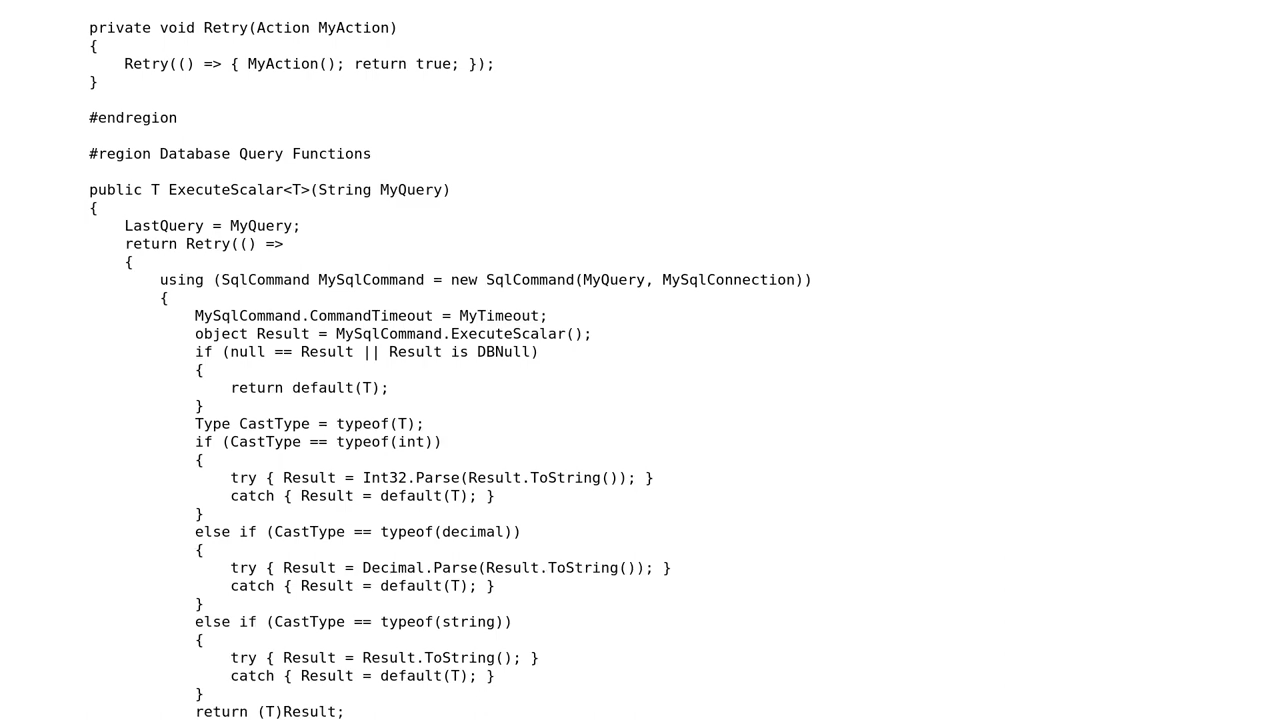 private void Retry(Action MyAction)
{
    Retry(() => { MyAction(); return true; });
}

#endregion

#region Database Query Functions

public T ExecuteScalar<T>(String MyQuery)
{
    LastQuery = MyQuery;
    return Retry(() =>
    {
        using (SqlCommand MySqlCommand = new SqlCommand(MyQuery, MySqlConnection))
        {
            MySqlCommand.CommandTimeout = MyTimeout;
            object Result = MySqlCommand.ExecuteScalar();
            if (null == Result || Result is DBNull)
            {
                return default(T);
            }
            Type CastType = typeof(T);
            if (CastType == typeof(int))
            {
                try { Result = Int32.Parse(Result.ToString()); }
                catch { Result = default(T); }
            }
            else if (CastType == typeof(decimal))
            {
                try { Result = Decimal.Parse(Result.ToString()); }
                catch { Result = default(T); }
            }
            else if (CastType == typeof(string))
            {
                try { Result = Result.ToString(); }
                catch { Result = default(T); }
            }
            return (T)Result;